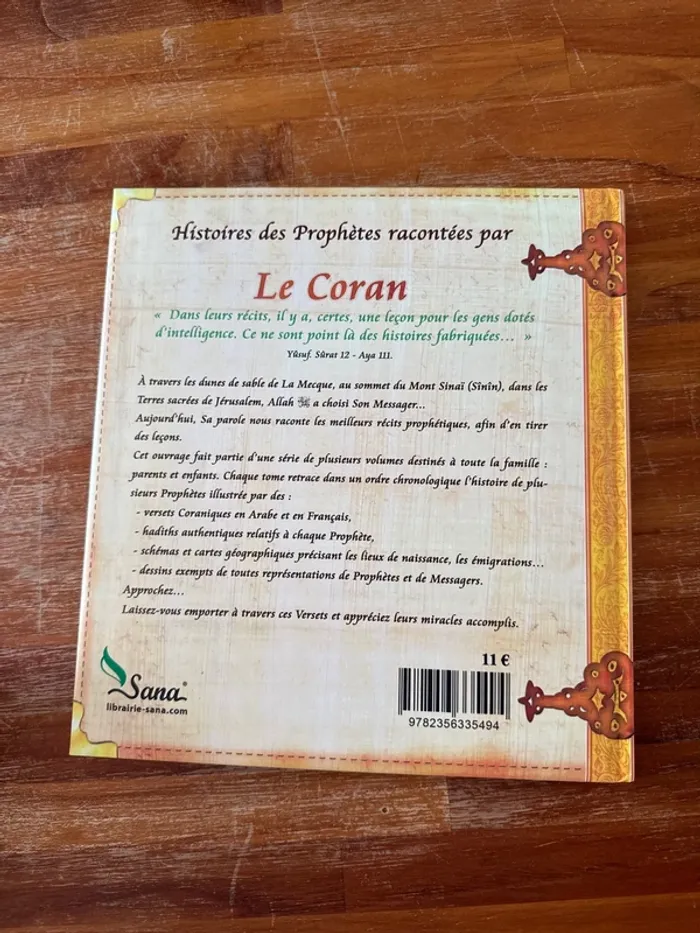 Histoires des Prophètes racontées par
Le Coran
« Dans leurs récits, il y a, certes, une leçon pour les gens dotés
d'intelligence. Ce ne sont point là des histoires fabriquées... »
Yûsuf. Sûrat 12 - Aya 111.
À travers les dunes de sable de La Mecque, au sommet du Mont Sinaï (Sînîn), dans les
Terres sacrées de Jérusalem, Allah ﷻ a choisi Son Messager...
Aujourd'hui, Sa parole nous raconte les meilleurs récits prophétiques, afin d'en tirer
des leçons.
Cet ouvrage fait partie d'une série de plusieurs volumes destinés à toute la famille :
parents et enfants. Chaque tome retrace dans un ordre chronologique l'histoire de plu-
sieurs Prophètes illustrée par des :
- versets Coraniques en Arabe et en Français,
- hadiths authentiques relatifs à chaque Prophète,
- schémas et cartes géographiques précisant les lieux de naissance, les émigrations...
- dessins exempts de toutes représentations de Prophètes et de Messagers.
Approchez...
Laissez-vous emporter à travers ces Versets et appréciez leurs miracles accomplis.
11 €
Sana®
librairie-sana.com
9782356335494